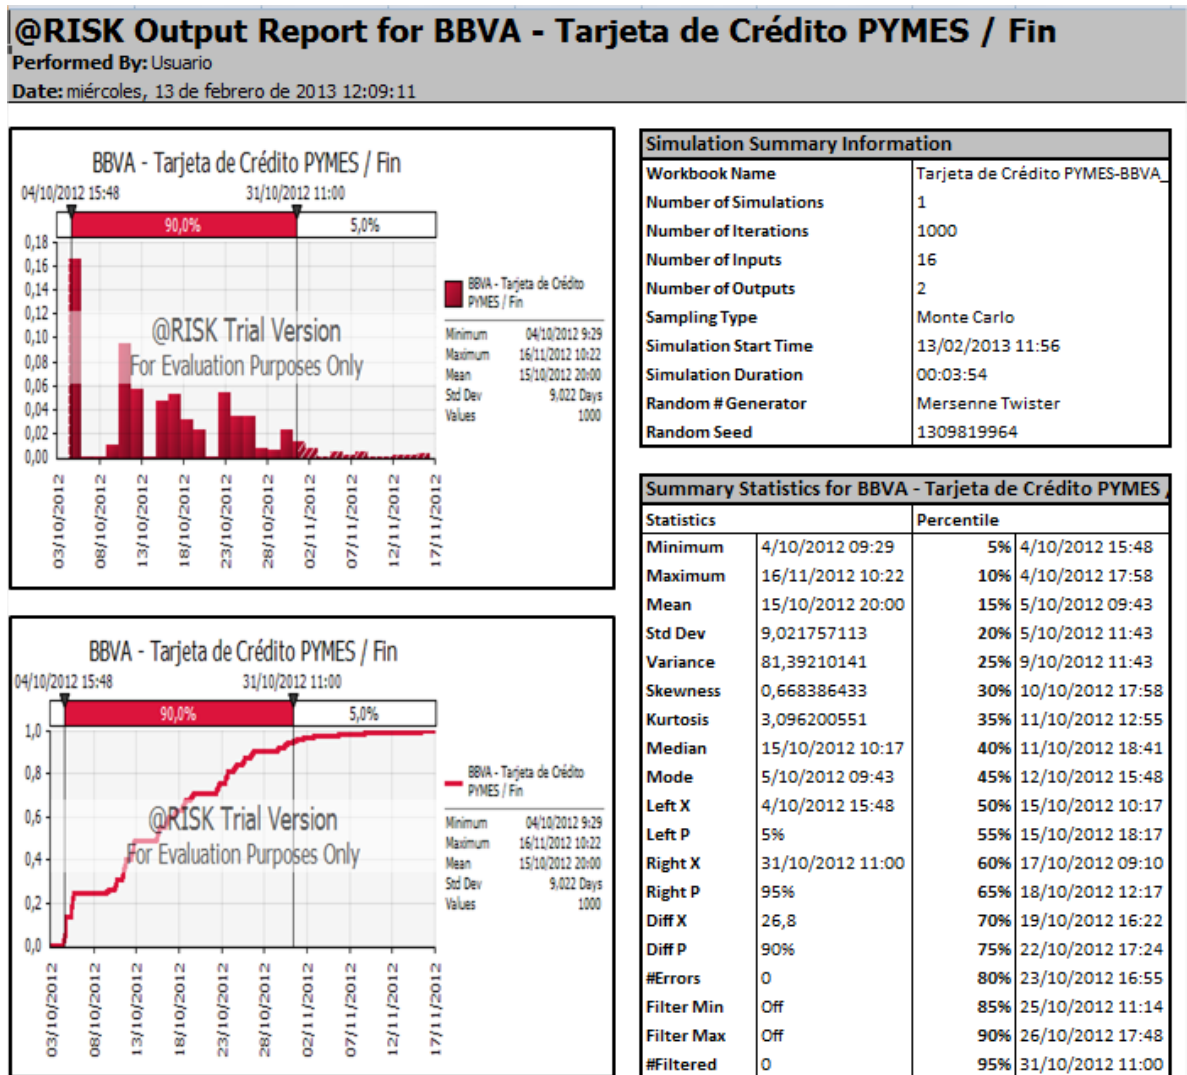 @RISK Output Report for BBVA - Tarjeta de Crédito PYMES / Fin
Performed By: Usuario
Date: miércoles, 13 de febrero de 2013 12:09:11
BBVA - Tarjeta de Crédito PYMES / Fin
04/10/2012 15:48 31/10/2012 11:00
90,0% 5,0%
0,18
0,16
0,14
0,12
0,10
0,08
0,06
0,04
0,02
0,00
@RISK Trial Version
For Evaluation Purposes Only
03/10/2012 08/10/2012 13/10/2012 18/10/2012 23/10/2012 28/10/2012 02/11/2012 07/11/2012 12/11/2012 17/11/2012
BBVA - Tarjeta de Crédito
PYMES / Fin
Minimum 04/10/2012 9:29
Maximum 16/11/2012 10:22
Mean 15/10/2012 20:00
Std Dev 9,022 Days
Values 1000
BBVA - Tarjeta de Crédito PYMES / Fin
04/10/2012 15:48 31/10/2012 11:00
90,0% 5,0%
1,0
0,8
0,6
0,4
0,2
0,0
@RISK Trial Version
For Evaluation Purposes Only
03/10/2012 08/10/2012 13/10/2012 18/10/2012 23/10/2012 28/10/2012 02/11/2012 07/11/2012 12/11/2012 17/11/2012
BBVA - Tarjeta de Crédito
PYMES / Fin
Minimum 04/10/2012 9:29
Maximum 16/11/2012 10:22
Mean 15/10/2012 20:00
Std Dev 9,022 Days
Values 1000
Simulation Summary Information
Workbook Name Tarjeta de Crédito PYMES-BBVA_
Number of Simulations 1
Number of Iterations 1000
Number of Inputs 16
Number of Outputs 2
Sampling Type Monte Carlo
Simulation Start Time 13/02/2013 11:56
Simulation Duration 00:03:54
Random # Generator Mersenne Twister
Random Seed 1309819964
Summary Statistics for BBVA - Tarjeta de Crédito PYMES /
Statistics Percentile
Minimum 4/10/2012 09:29 5% 4/10/2012 15:48
Maximum 16/11/2012 10:22 10% 4/10/2012 17:58
Mean 15/10/2012 20:00 15% 5/10/2012 09:43
Std Dev 9,021757113 20% 5/10/2012 11:43
Variance 81,39210141 25% 9/10/2012 11:43
Skewness 0,668386433 30% 10/10/2012 17:58
Kurtosis 3,096200551 35% 11/10/2012 12:55
Median 15/10/2012 10:17 40% 11/10/2012 18:41
Mode 5/10/2012 09:43 45% 12/10/2012 15:48
Left X 4/10/2012 15:48 50% 15/10/2012 10:17
Left P 5% 55% 15/10/2012 18:17
Right X 31/10/2012 11:00 60% 17/10/2012 09:10
Right P 95% 65% 18/10/2012 12:17
Diff X 26,8 70% 19/10/2012 16:22
Diff P 90% 75% 22/10/2012 17:24
#Errors 0 80% 23/10/2012 16:55
Filter Min Off 85% 25/10/2012 11:14
Filter Max Off 90% 26/10/2012 17:48
#Filtered 0 95% 31/10/2012 11:00